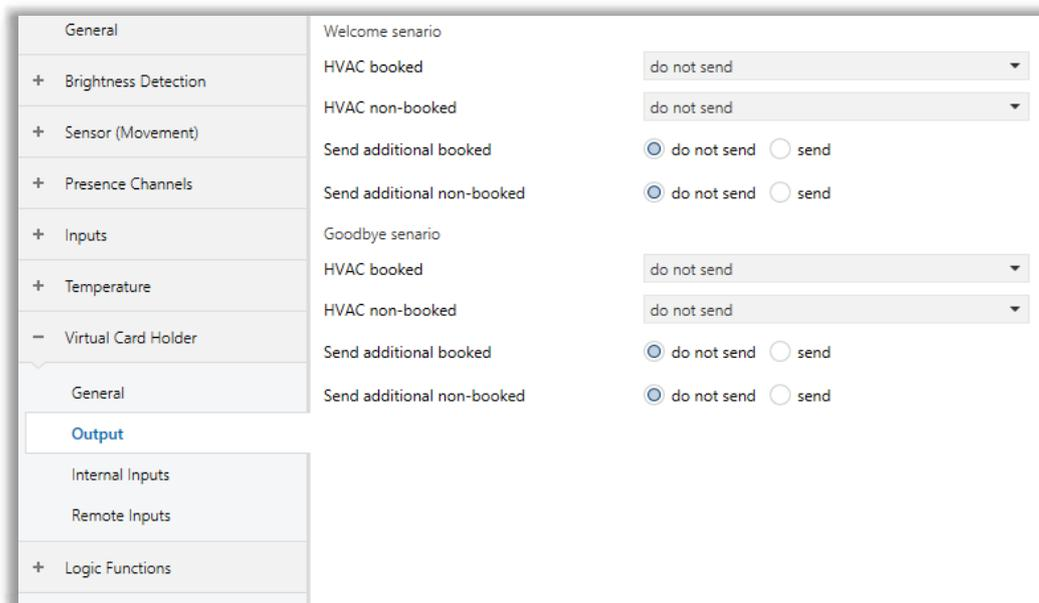 General
+ Brightness Detection
+ Sensor (Movement)
+ Presence Channels
+ Inputs
+ Temperature
− Virtual Card Holder
General
Output
Internal Inputs
Remote Inputs
+ Logic Functions
Welcome senario
HVAC booked do not send
HVAC non-booked do not send
Send additional booked do not send send
Send additional non-booked do not send send
Goodbye senario
HVAC booked do not send
HVAC non-booked do not send
Send additional booked do not send send
Send additional non-booked do not send send